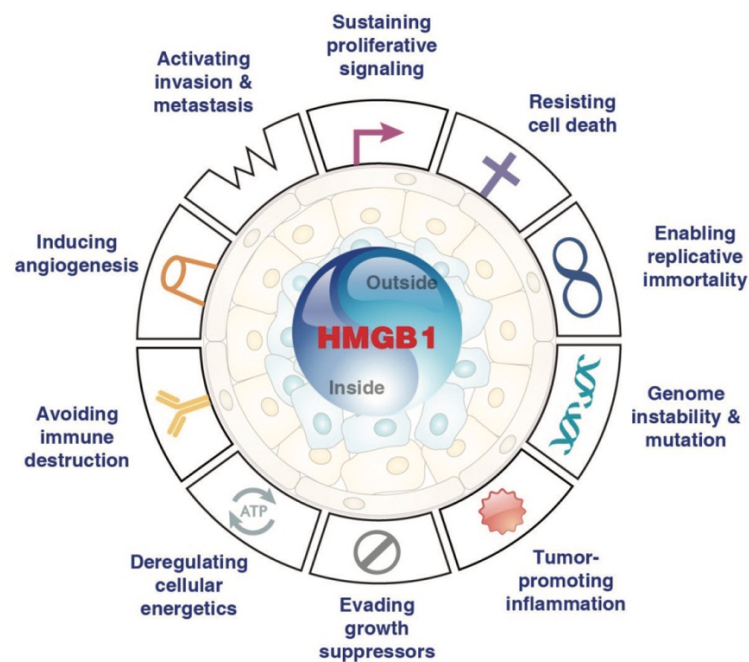 Sustaining
proliferative
signaling
Resisting
cell death
Enabling
replicative
immortality
Genome
instability &
mutation
Tumor-
promoting
inflammation
Evading
growth
suppressors
Deregulating
cellular
energetics
Avoiding
immune
destruction
Inducing
angiogenesis
Activating
invasion &
metastasis
Outside
HMGB1
Inside
ATP